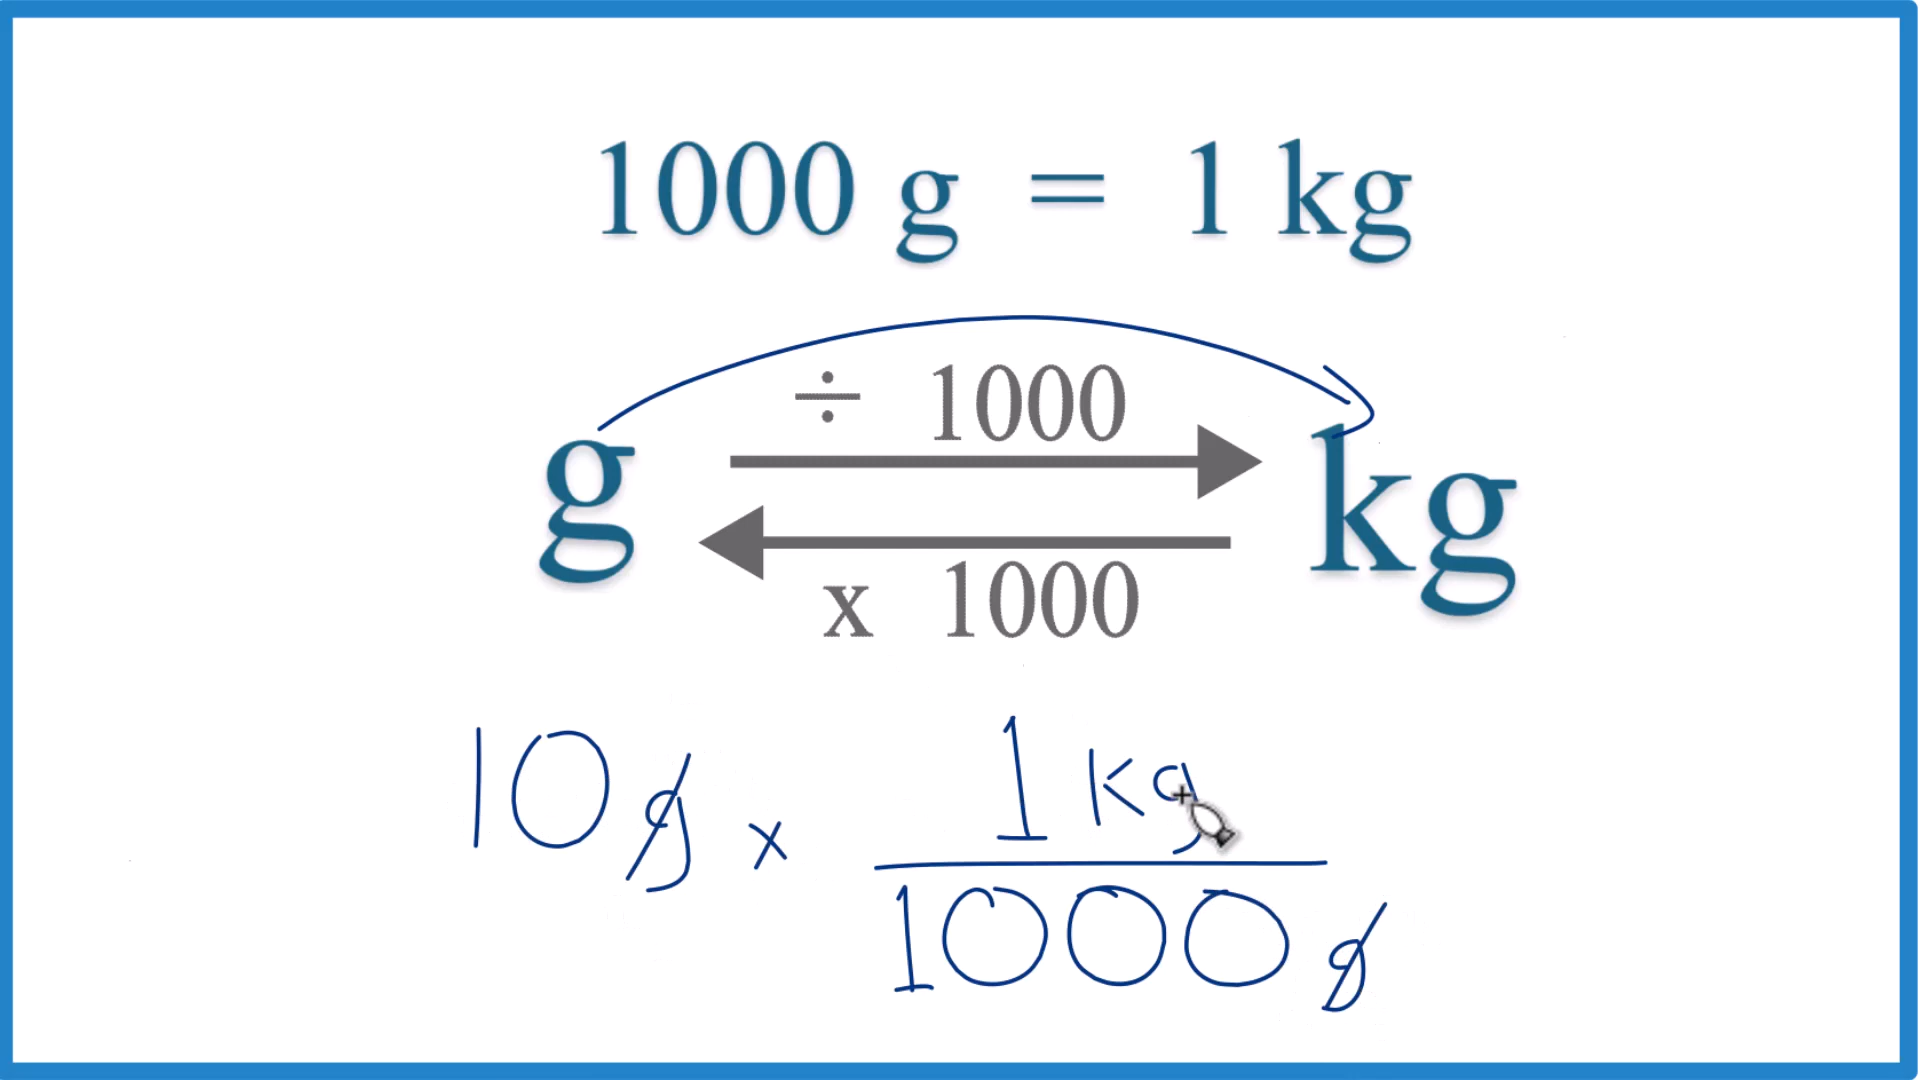 1000 g = 1 kg
÷ 1000
g kg
x 1000
10 g x 1 kg
1000 g